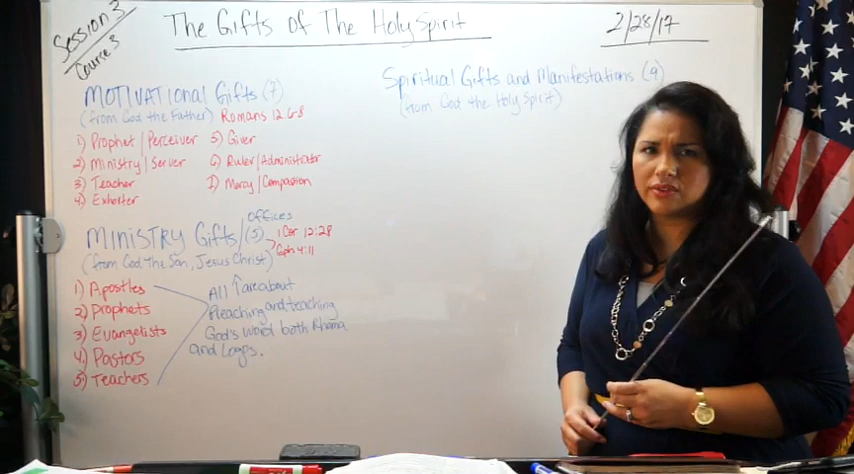 Session 3
Course 3
The Gifts of The Holy Spirit
2/28/17
MOTIVATIONAL Gifts (7)
(from God the Father) Romans 12:6-8
1) Prophet / Perceiver
2) Ministry / Server
3) Teacher
4) Exhorter
5) Giver
6) Ruler/Administrator
7) Mercy/Compassion
MINISTRY Gifts/offices (5)
1 Cor 12:28
Eph 4:11
(from God the Son, Jesus Christ)
1) Apostles
2) Prophets
3) Evangelists
4) Pastors
5) Teachers
All ↑ are about
Preaching and teaching
God's word both Rhema
and Logos.
Spiritual Gifts and Manifestations (9)
(from God the Holy Spirit)